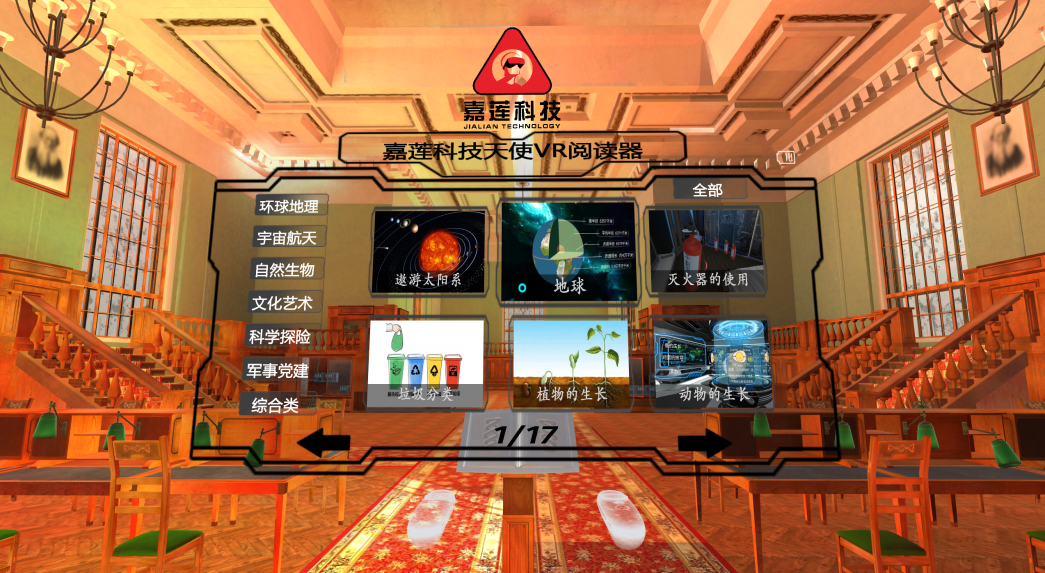 嘉莲科技
JIALIAN TECHNOLOGY
嘉莲科技天使VR阅读器
全部
环球地理
宇宙航天
自然生物
文化艺术
科学探险
军事党建
综合类
遨游太阳系
地球
灭火器的使用
垃圾分类
植物的生长
动物的生长
1/17